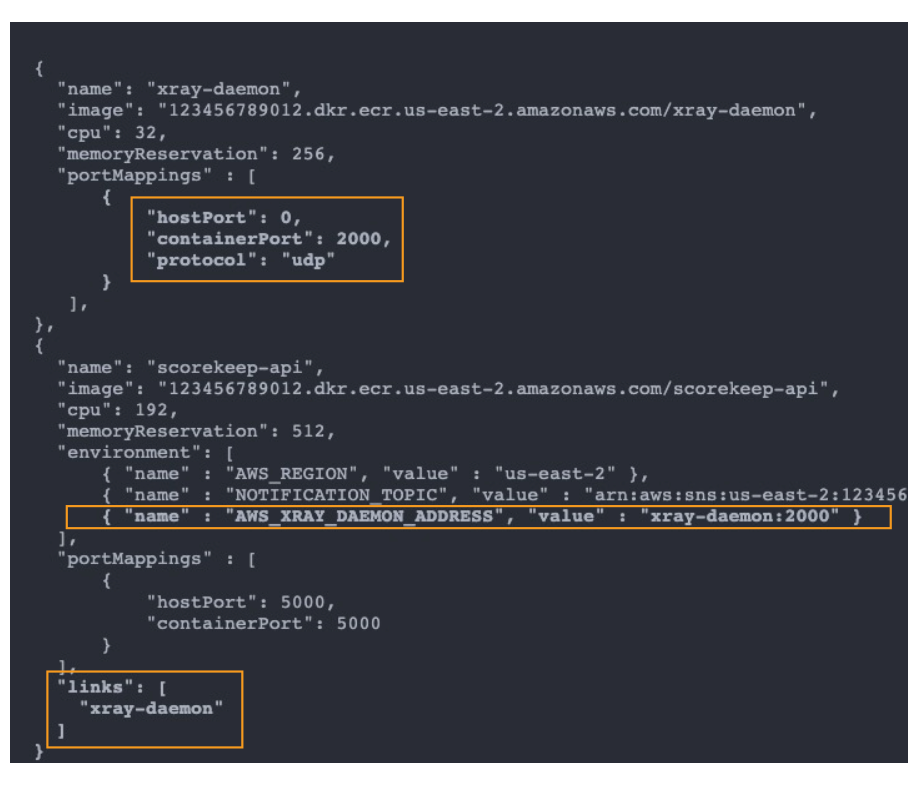 {
"name": "xray-daemon",
"image": "123456789012.dkr.ecr.us-east-2.amazonaws.com/xray-daemon",
"cpu": 32,
"memoryReservation": 256,
"portMappings" : [
{
"hostPort": 0,
"containerPort": 2000,
"protocol": "udp"
}
],
},
{
"name": "scorekeep-api",
"image": "123456789012.dkr.ecr.us-east-2.amazonaws.com/scorekeep-api",
"cpu": 192,
"memoryReservation": 512,
"environment": [
{ "name" : "AWS_REGION", "value" : "us-east-2" },
{ "name" : "NOTIFICATION_TOPIC", "value" : "arn:aws:sns:us-east-2:123456
{ "name" : "AWS_XRAY_DAEMON_ADDRESS", "value" : "xray-daemon:2000" }
],
"portMappings" : [
{
"hostPort": 5000,
"containerPort": 5000
}
],
"links": [
"xray-daemon"
]
}